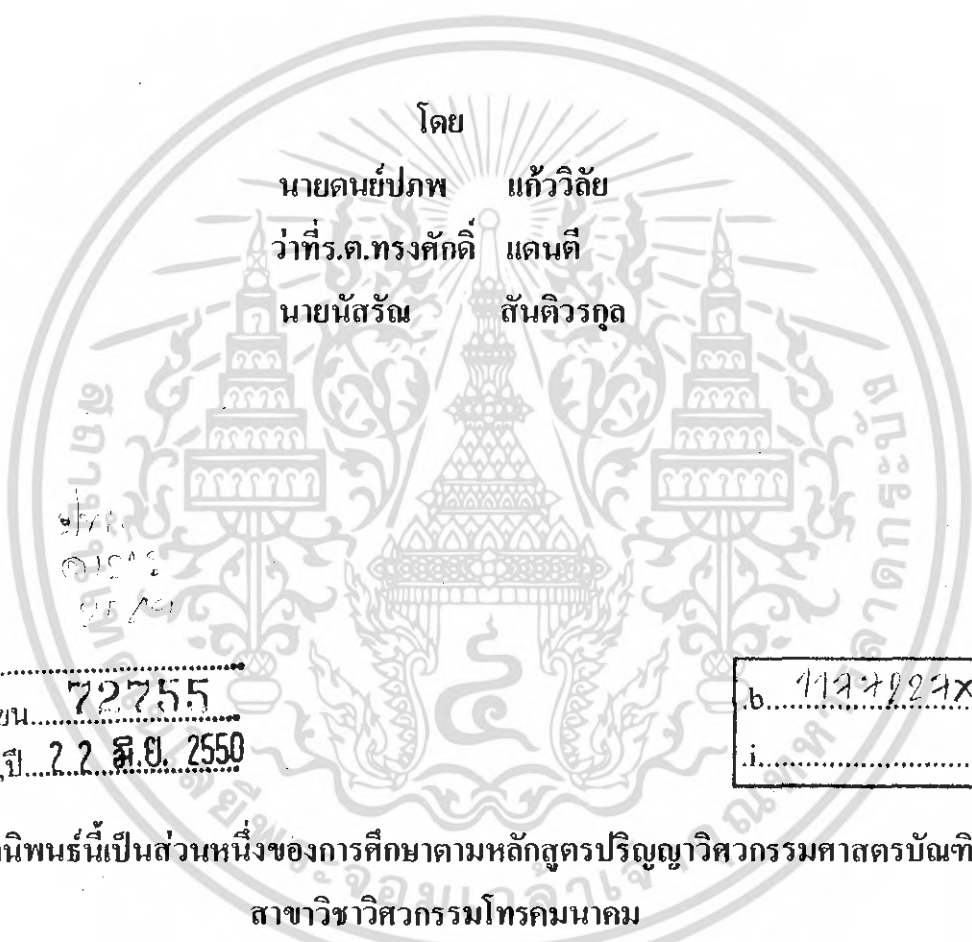 โดย
นายดนย์ปภพ แก้ววิลัย
ว่าที่ร.ต.ทรงศักดิ์ แดนตี
นายนัสรัณ สันติวรกุล
ยน 72755
ปี 22 มิ.ย. 2550
.b
.i
นิพนธ์นี้เป็นส่วนหนึ่งของการศึกษาตามหลักสูตรปริญญาวิศวกรรมศาสตรบัณฑิ
สาขาวิชาวิศวกรรมโทรคมนาคม